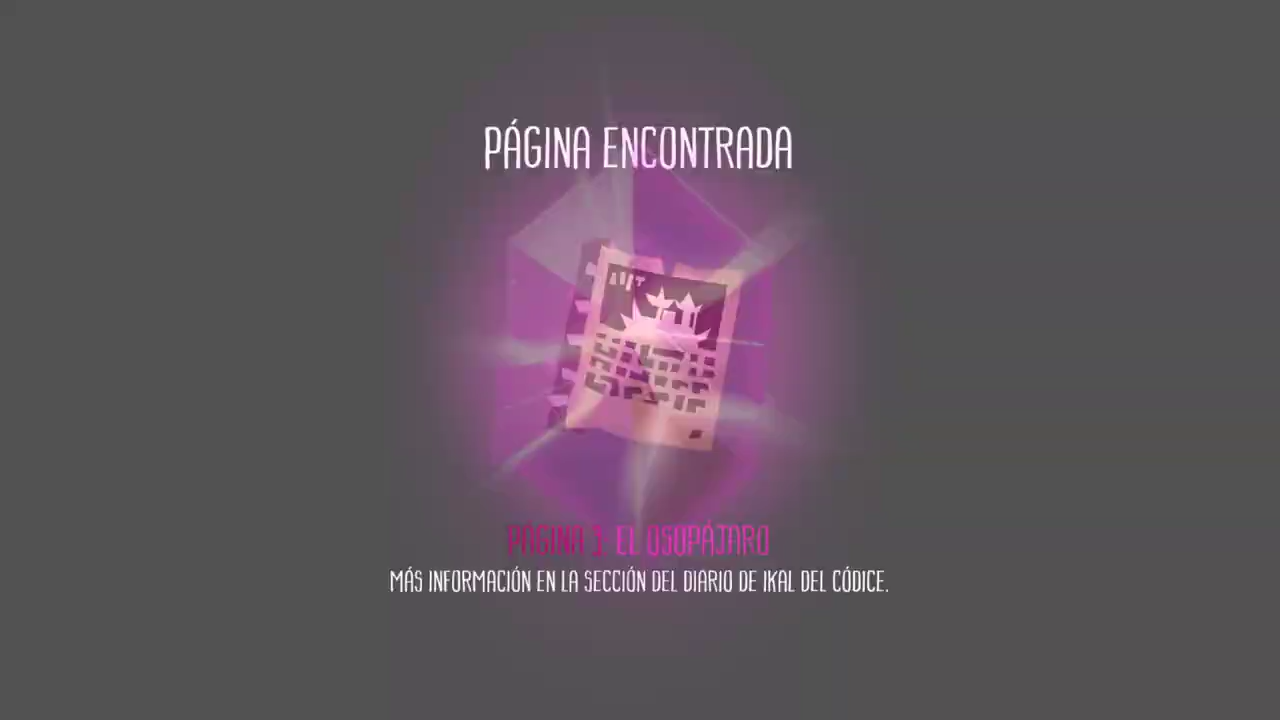 PÁGINA ENCONTRADA
PÁGINA 1: EL OSOPÁJARO
MÁS INFORMACIÓN EN LA SECCIÓN DEL DIARIO DE IKAL DEL CÓDICE.